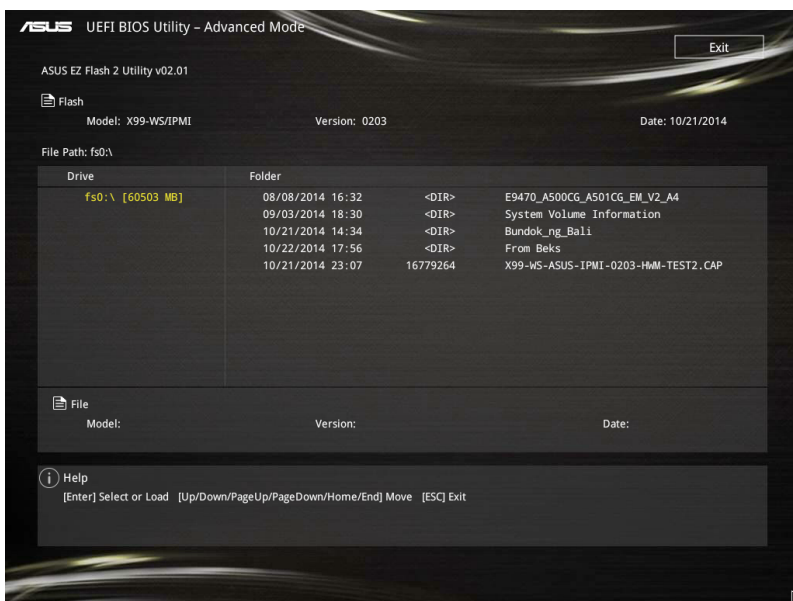 ASUS UEFI BIOS Utility – Advanced Mode
Exit
ASUS EZ Flash 2 Utility v02.01
Flash
Model: X99-WS/IPMI Version: 0203 Date: 10/21/2014
File Path: fs0:\
Drive Folder
fs0:\ [60503 MB] 08/08/2014 16:32 <DIR> E9470_A500CG_A501CG_EM_V2_A4
09/03/2014 18:30 <DIR> System Volume Information
10/21/2014 14:34 <DIR> Bundok_ng_Bali
10/22/2014 17:56 <DIR> From Beks
10/21/2014 23:07 16779264 X99-WS-ASUS-IPMI-0203-HWM-TEST2.CAP
File
Model: Version: Date:
Help
[Enter] Select or Load [Up/Down/PageUp/PageDown/Home/End] Move [ESC] Exit